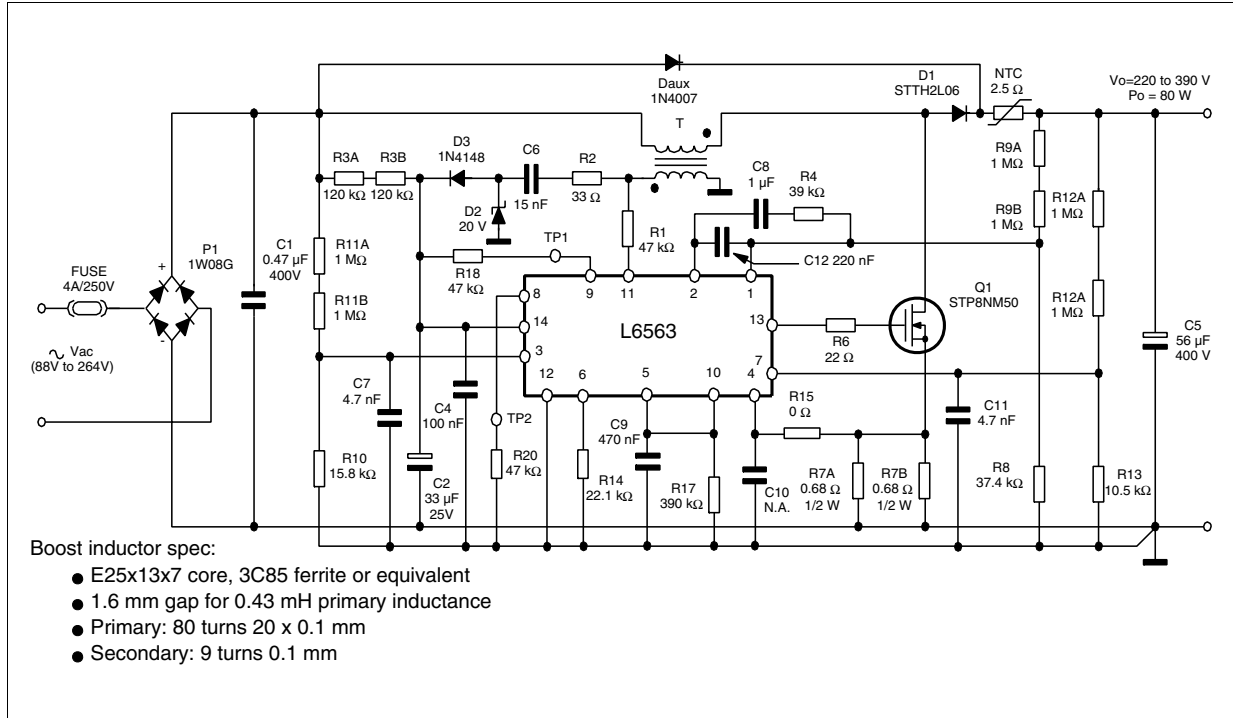 Daux
1N4007
T
D1
STTH2L06
NTC
2.5 Ω
Vo=220 to 390 V
Po = 80 W
R3A
120 kΩ
R3B
120 kΩ
D3
1N4148
C6
15 nF
R2
33 Ω
D2
20 V
C8
1 µF
R4
39 kΩ
R9A
1 MΩ
R9B
1 MΩ
R12A
1 MΩ
FUSE
4A/250V
P1
1W08G
+
-
C1
0.47 µF
400V
R11A
1 MΩ
R11B
1 MΩ
R18
47 kΩ
TP1
R1
47 kΩ
C12 220 nF
Q1
STP8NM50
R12A
1 MΩ
Vac
(88V to 264V)
8
9
11
2
1
14
3
12
6
5
10
4
7
13
L6563
R6
22 Ω
C5
56 µF
400 V
C7
4.7 nF
C4
100 nF
TP2
R15
0 Ω
C11
4.7 nF
R10
15.8 kΩ
C2
33 µF
25V
R20
47 kΩ
R14
22.1 kΩ
C9
470 nF
R17
390 kΩ
C10
N.A.
R7A
0.68 Ω
1/2 W
R7B
0.68 Ω
1/2 W
R8
37.4 kΩ
R13
10.5 kΩ
Boost inductor spec:
● E25x13x7 core, 3C85 ferrite or equivalent
● 1.6 mm gap for 0.43 mH primary inductance
● Primary: 80 turns 20 x 0.1 mm
● Secondary: 9 turns 0.1 mm